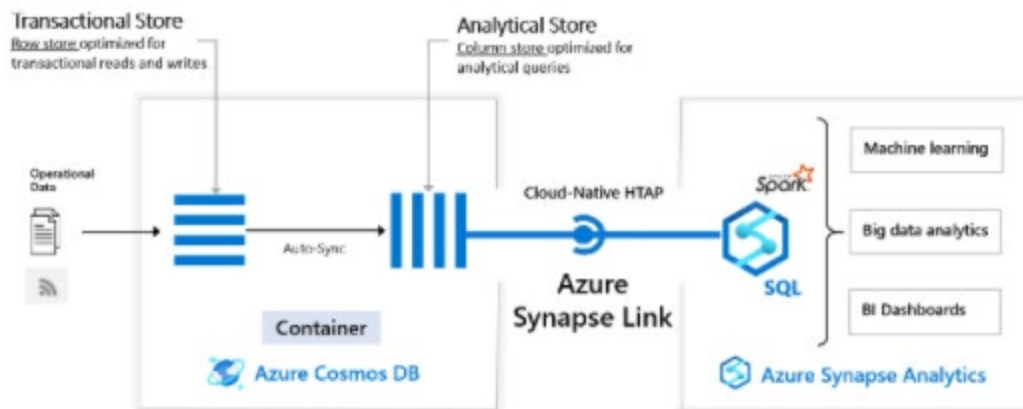 Transactional Store
Row store optimized for
transactional reads and writes
Analytical Store
Column store optimized for
analytical queries
Operational
Data
Auto-Sync
Container
Azure Cosmos DB
Cloud-Native HTAP
Azure
Synapse Link
Spark
SQL
Machine learning
Big data analytics
BI Dashboards
Azure Synapse Analytics